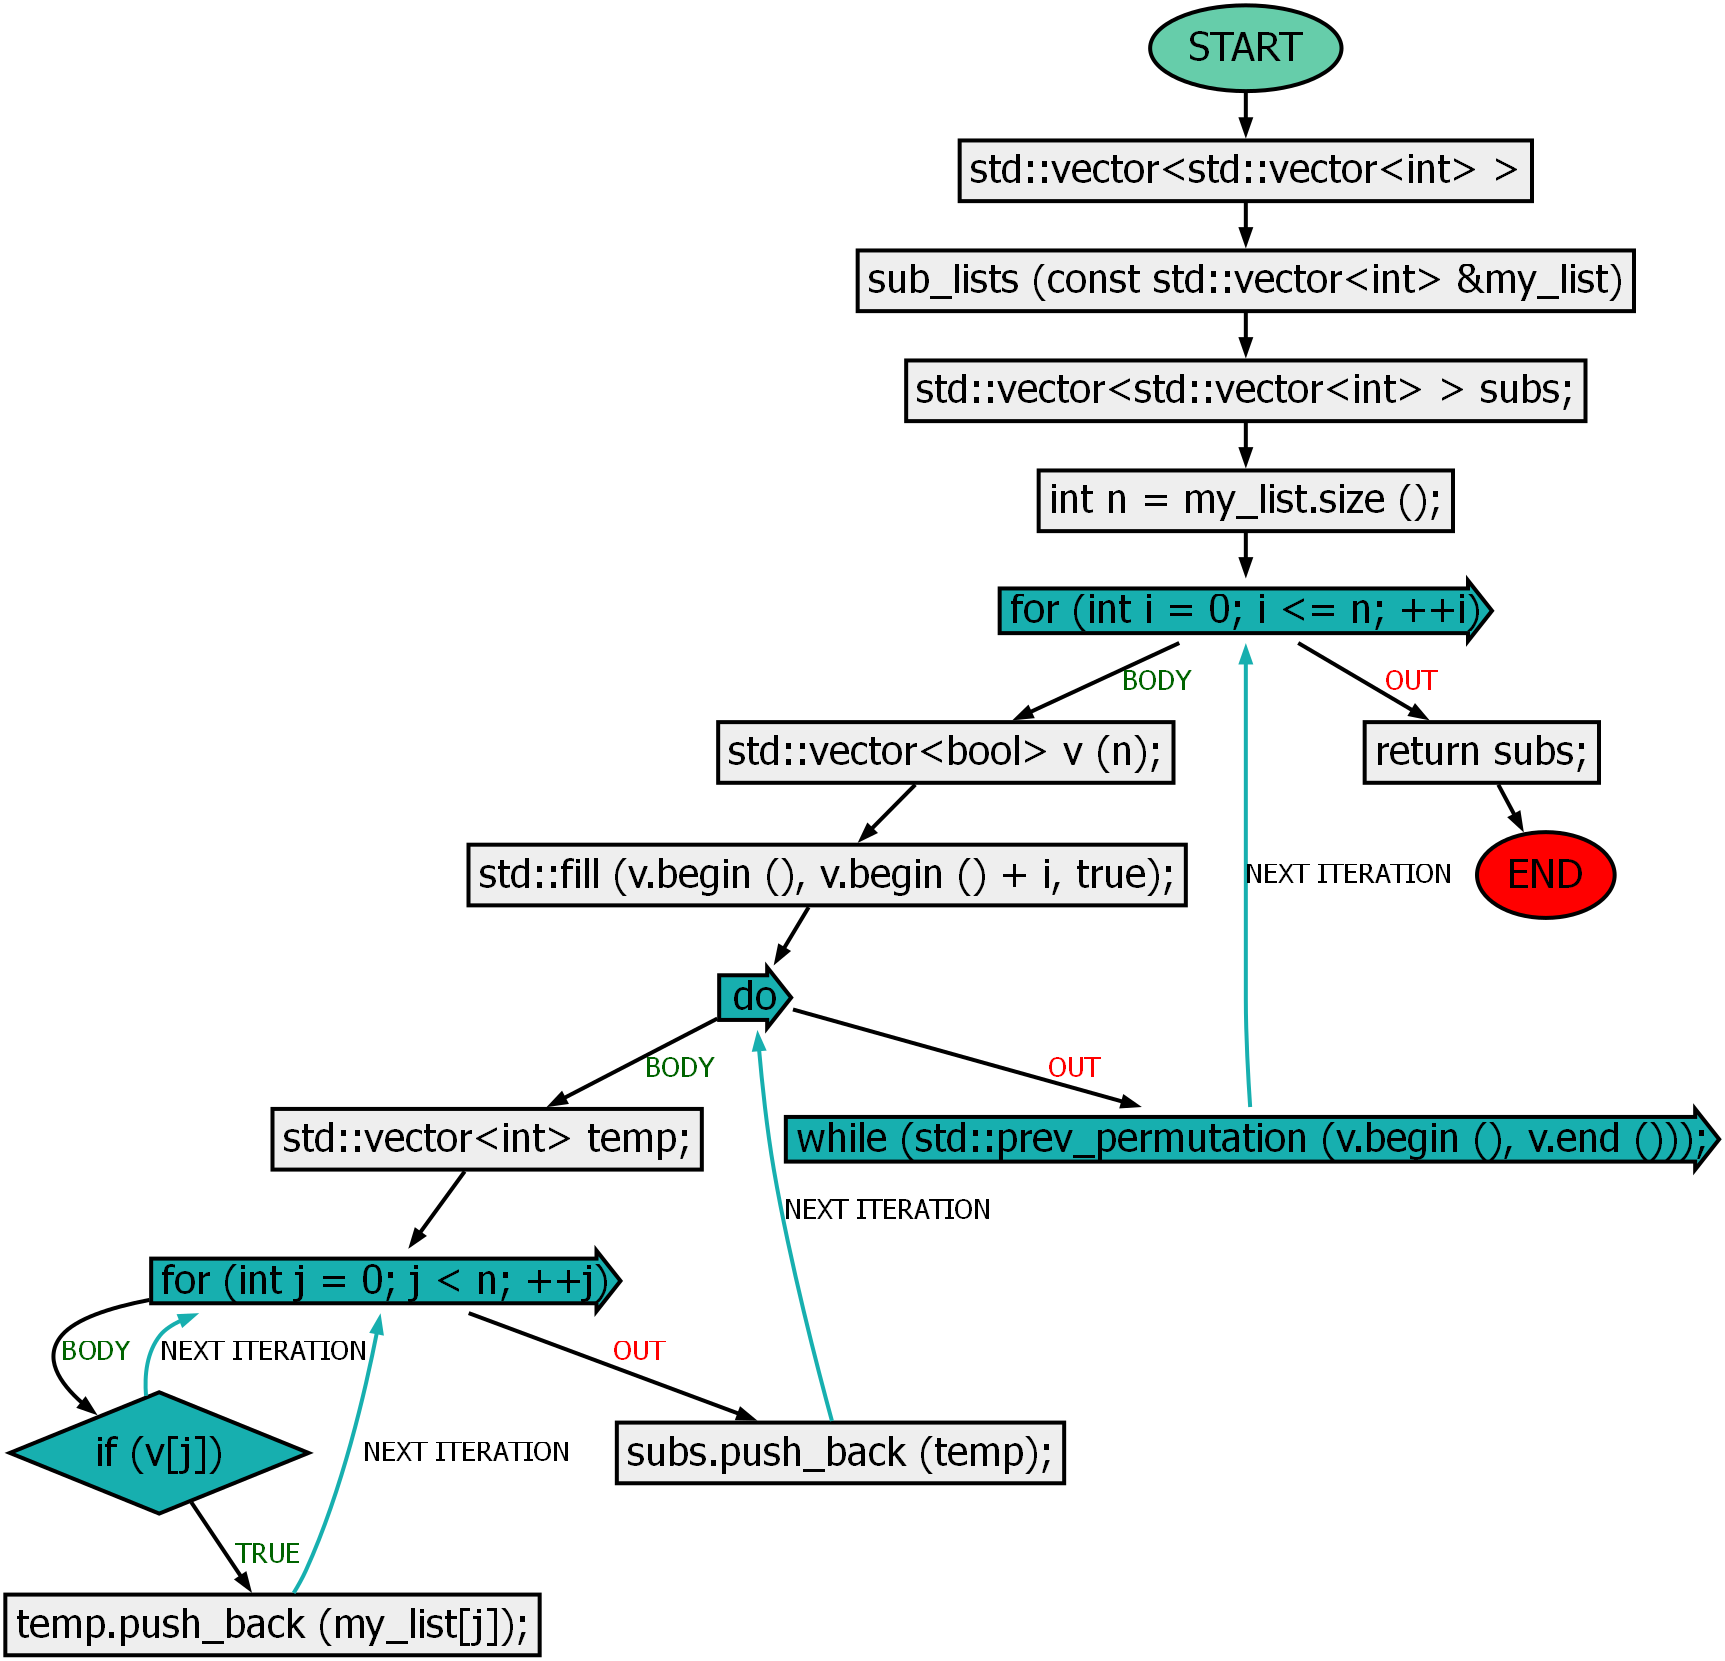 START
std::vector<std::vector<int> >
sub_lists (const std::vector<int> &my_list)
std::vector<std::vector<int> > subs;
int n = my_list.size ();
for (int i = 0; i <= n; ++i)
BODY
OUT
std::vector<bool> v (n);
return subs;
std::fill (v.begin (), v.begin () + i, true);
NEXT ITERATION
END
do
BODY
OUT
std::vector<int> temp;
while (std::prev_permutation (v.begin (), v.end ()));
NEXT ITERATION
for (int j = 0; j < n; ++j)
BODY
NEXT ITERATION
OUT
if (v[j])
NEXT ITERATION
subs.push_back (temp);
TRUE
temp.push_back (my_list[j]);